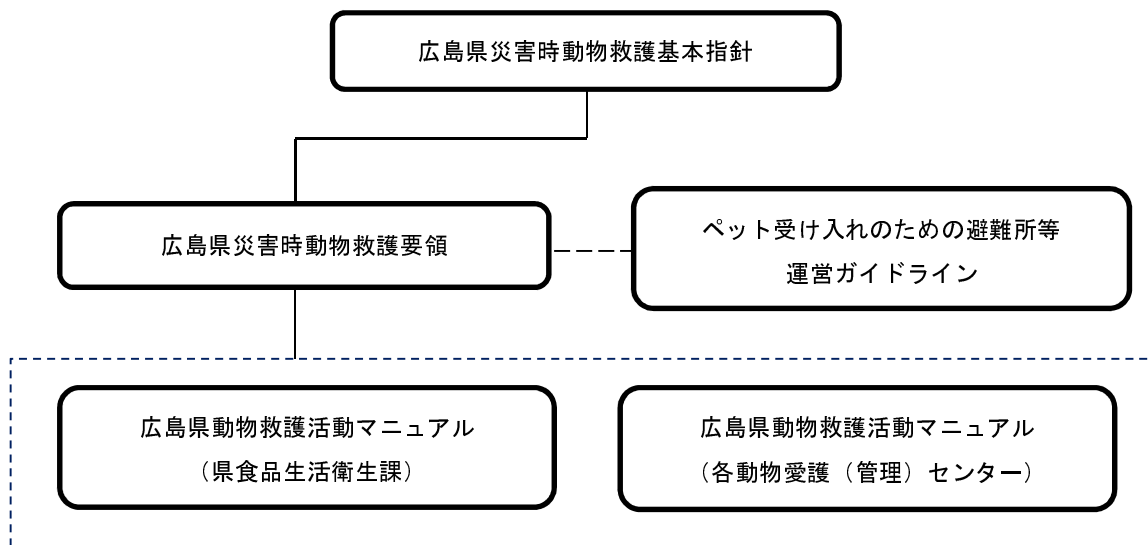 広島県災害時動物救護基本指針
広島県災害時動物救護要領
ペット受け入れのための避難所等
運営ガイドライン
広島県動物救護活動マニュアル
（県食品生活衛生課）
広島県動物救護活動マニュアル
（各動物愛護（管理）センター）